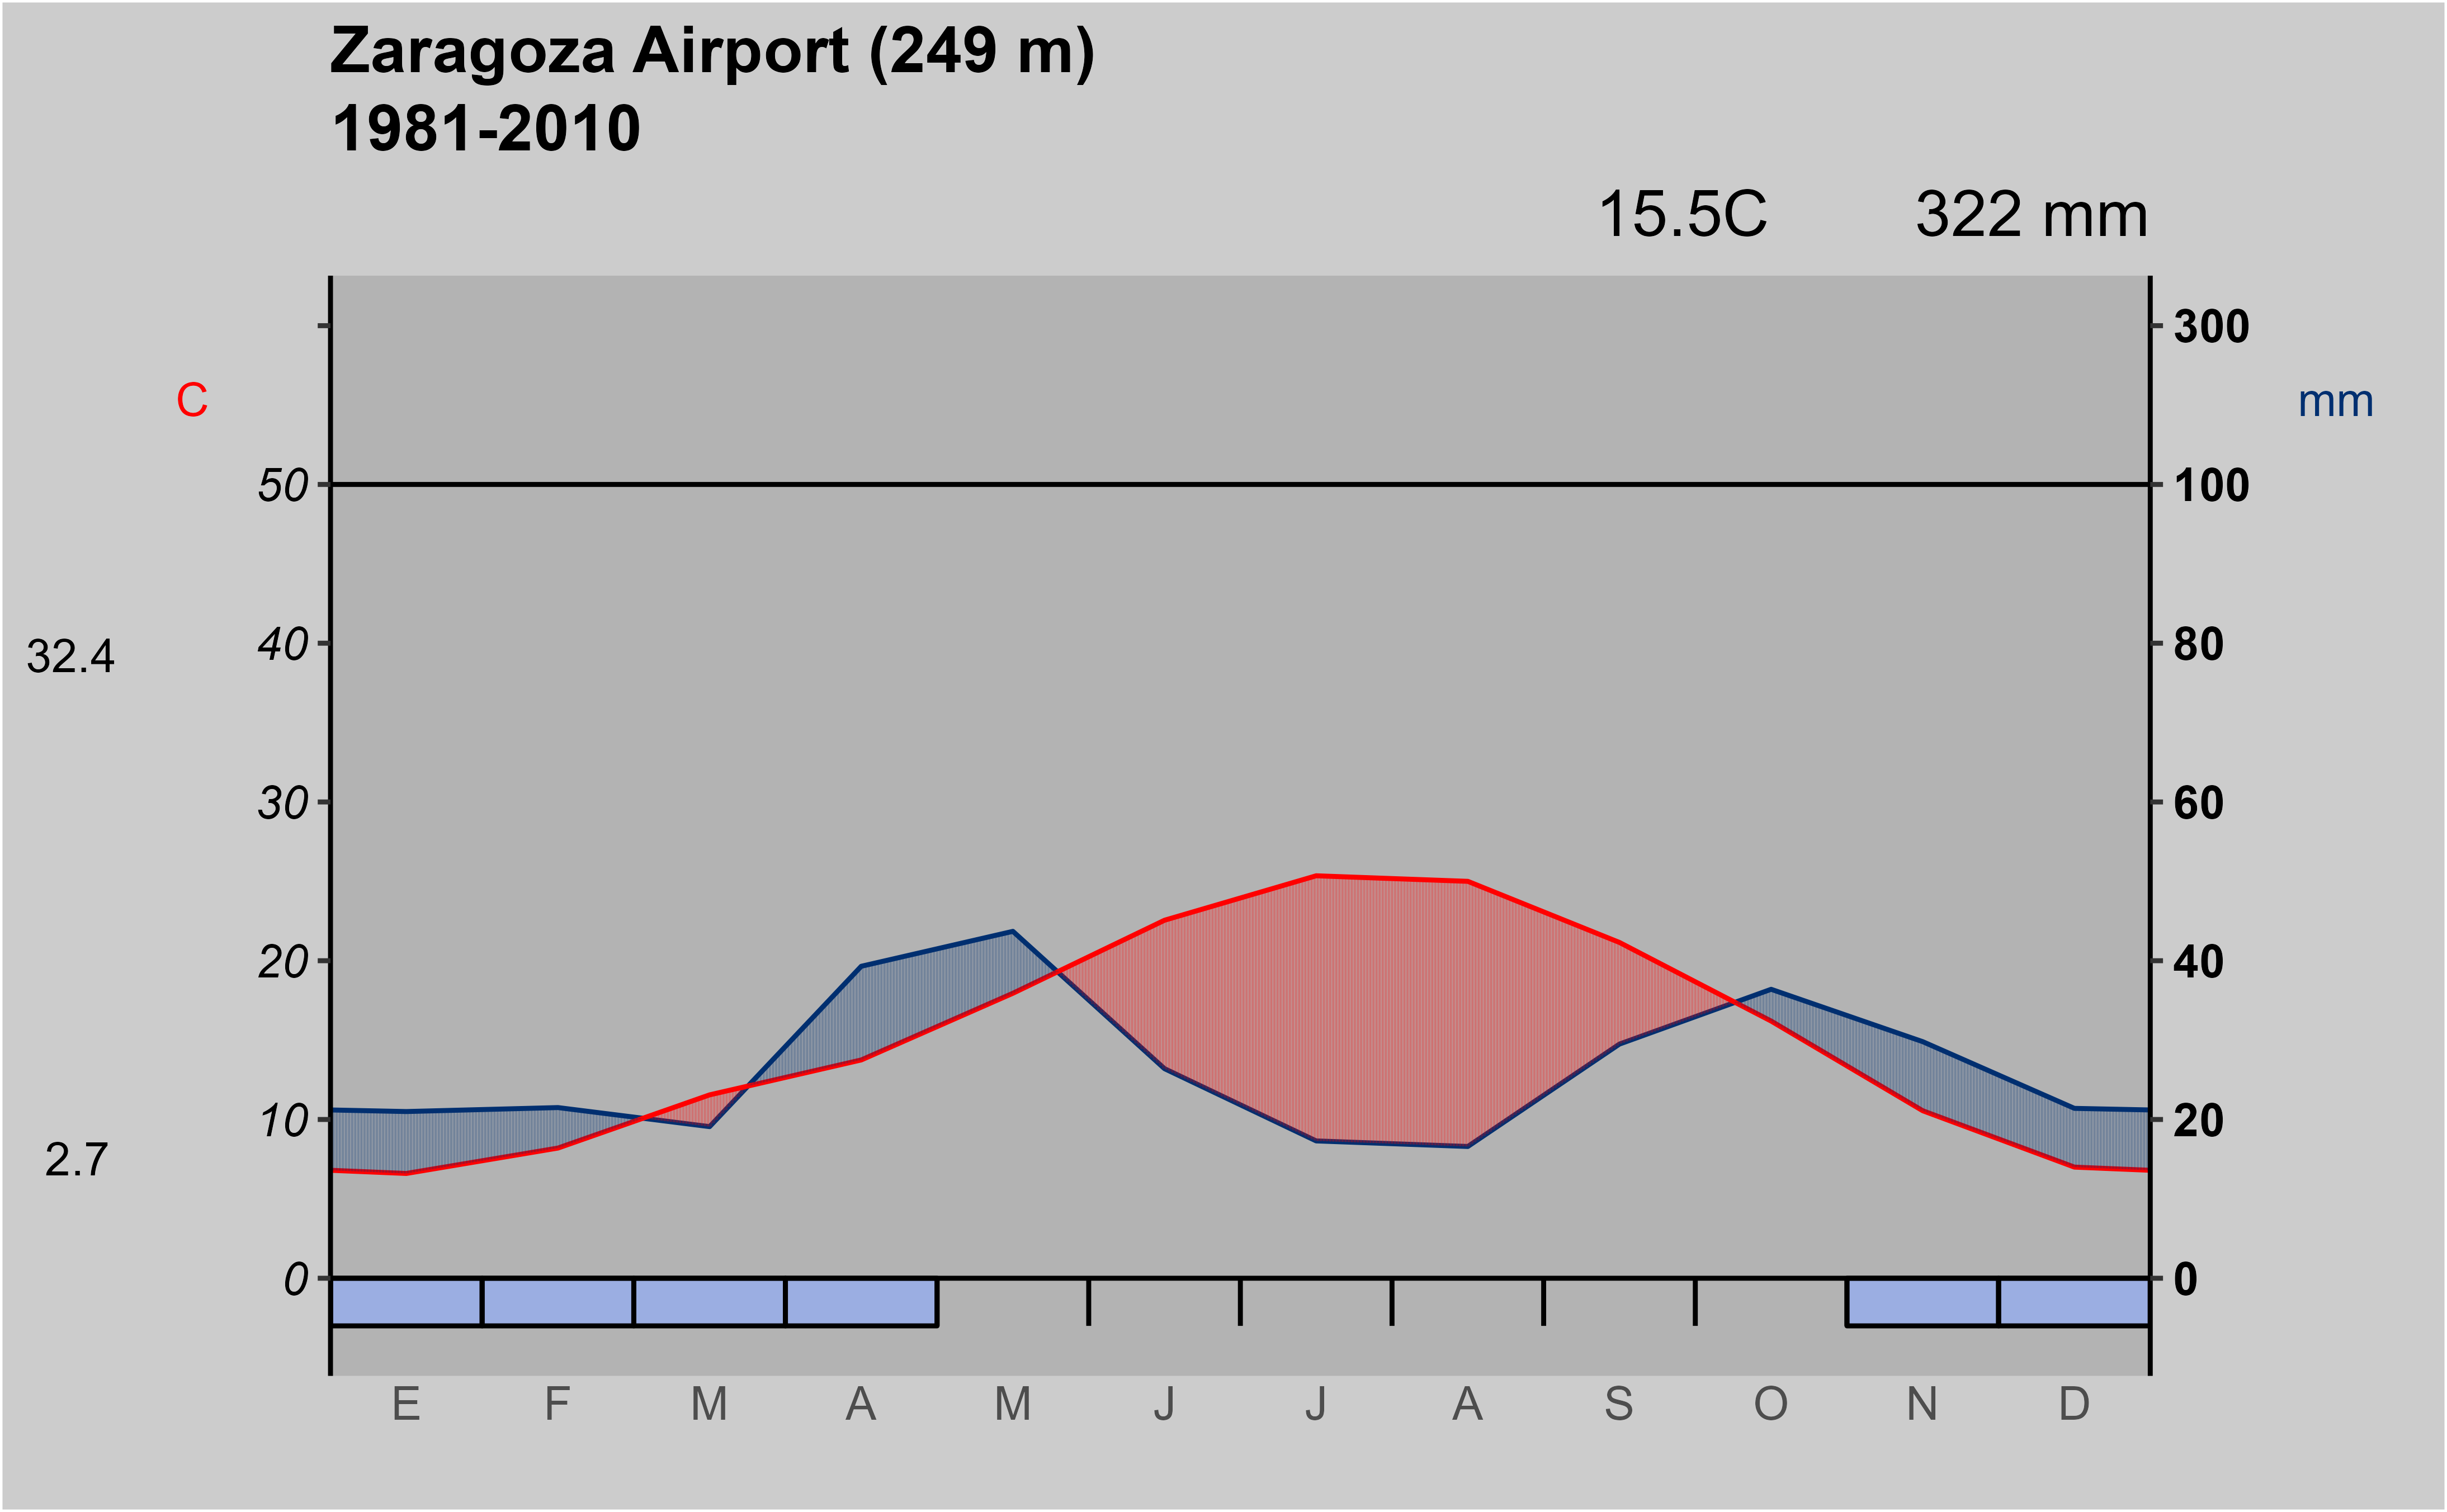 Zaragoza Airport (249 m)
1981-2010
15.5C 322 mm
300
C mm
50 100
32.4
40 80
30 60
20 40
10 20
2.7
0 0
E F M A M J J A S O N D